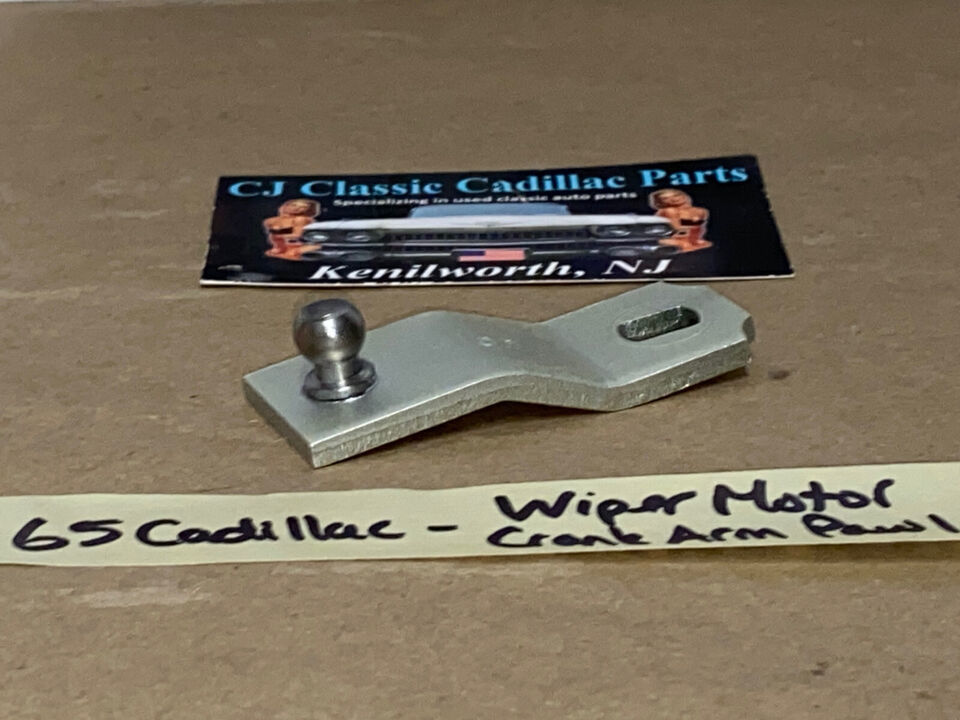 CJ Classic Cadillac Parts
Specializing in used classic auto parts
Kenilworth, NJ
65 Cadillac - Wiper Motor
Crank Arm Pawl